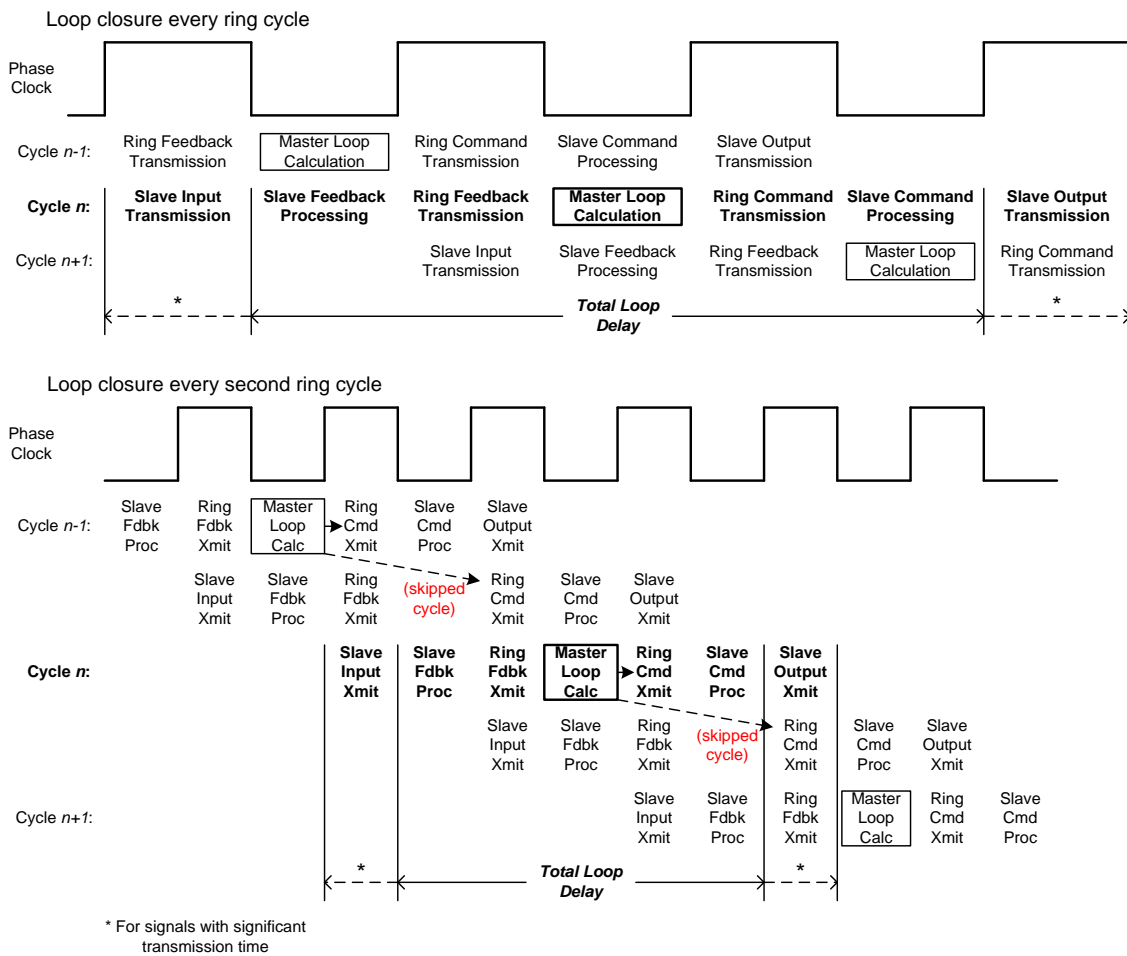 Loop closure every ring cycle
Phase
Clock
Cycle n-1:
Ring Feedback
Transmission
Master Loop
Calculation
Ring Command
Transmission
Slave Command
Processing
Slave Output
Transmission
Cycle n:
Slave Input
Transmission
Slave Feedback
Processing
Ring Feedback
Transmission
Master Loop
Calculation
Ring Command
Transmission
Slave Command
Processing
Slave Output
Transmission
Cycle n+1:
Slave Input
Transmission
Slave Feedback
Processing
Ring Feedback
Transmission
Master Loop
Calculation
Ring Command
Transmission
*
Total Loop
Delay
*
Loop closure every second ring cycle
Phase
Clock
Cycle n-1:
Slave
Fdbk
Proc
Ring
Fdbk
Xmit
Master
Loop
Calc
Ring
Cmd
Xmit
Slave
Cmd
Proc
Slave
Output
Xmit
Slave
Input
Xmit
Slave
Fdbk
Proc
Ring
Fdbk
Xmit
(skipped
cycle)
Ring
Cmd
Xmit
Slave
Cmd
Proc
Slave
Output
Xmit
Cycle n:
Slave
Input
Xmit
Slave
Fdbk
Proc
Ring
Fdbk
Xmit
Master
Loop
Calc
Ring
Cmd
Xmit
Slave
Cmd
Proc
Slave
Output
Xmit
Slave
Input
Xmit
Slave
Fdbk
Proc
Ring
Fdbk
Xmit
(skipped
cycle)
Ring
Cmd
Xmit
Slave
Cmd
Proc
Slave
Output
Xmit
Cycle n+1:
Slave
Input
Xmit
Slave
Fdbk
Proc
Ring
Fdbk
Xmit
Master
Loop
Calc
Ring
Cmd
Xmit
Slave
Cmd
Proc
*
Total Loop
Delay
*
* For signals with significant
transmission time